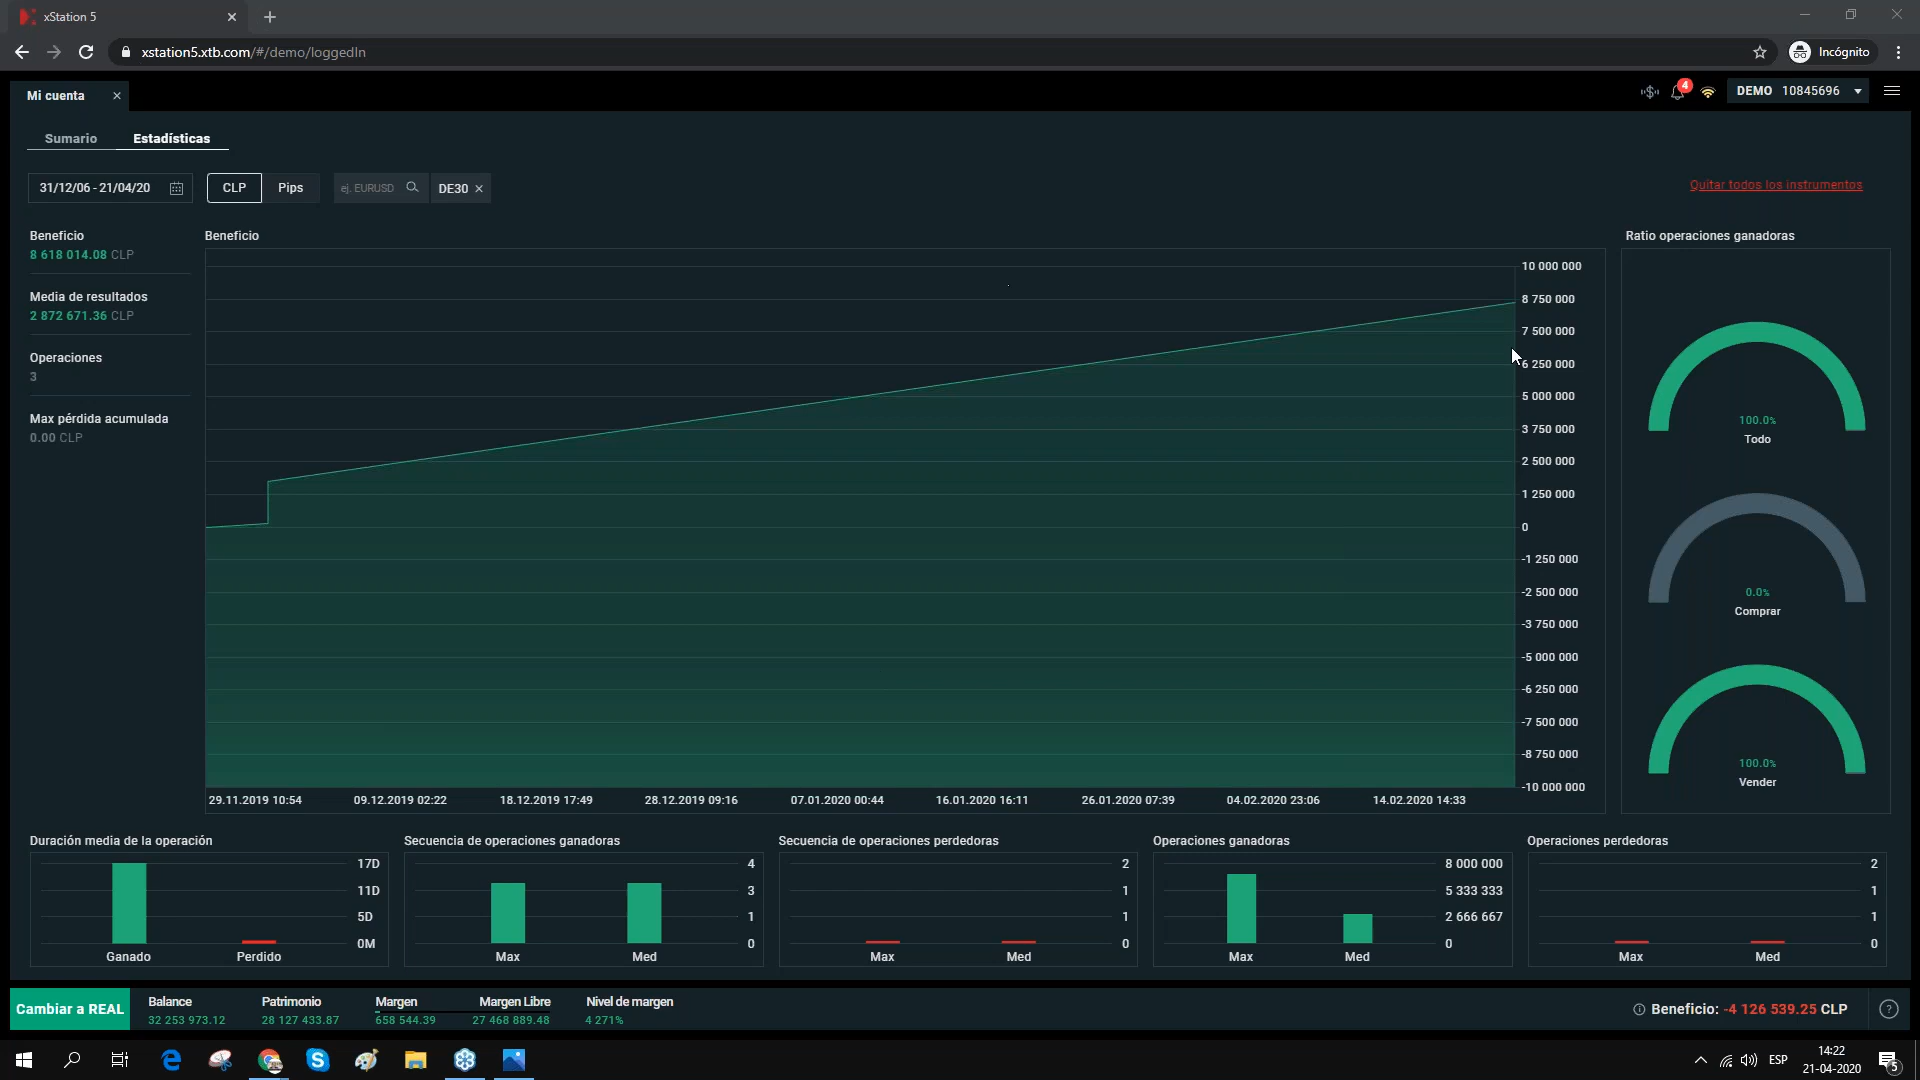 xStation 5
xstation5.xtb.com/#/demo/loggedIn
Incógnito
Mi cuenta
4
DEMO 10845696
Sumario
Estadísticas
31/12/06 - 21/04/20
CLP
Pips
ej. EURUSD
DE30
Quitar todos los instrumentos
Beneficio
8 618 014.08 CLP
Media de resultados
2 872 671.36 CLP
Operaciones
3
Max pérdida acumulada
0.00 CLP
Beneficio
10 000 000
8 750 000
7 500 000
6 250 000
5 000 000
3 750 000
2 500 000
1 250 000
0
-1 250 000
-2 500 000
-3 750 000
-5 000 000
-6 250 000
-7 500 000
-8 750 000
-10 000 000
29.11.2019 10:54
09.12.2019 02:22
18.12.2019 17:49
28.12.2019 09:16
07.01.2020 00:44
16.01.2020 16:11
26.01.2020 07:39
04.02.2020 23:06
14.02.2020 14:33
Ratio operaciones ganadoras
100.0%
Todo
0.0%
Comprar
100.0%
Vender
Duración media de la operación
17D
11D
5D
0M
Ganado
Perdido
Secuencia de operaciones ganadoras
4
3
1
0
Max
Med
Secuencia de operaciones perdedoras
2
1
1
0
Max
Med
Operaciones ganadoras
8 000 000
5 333 333
2 666 667
0
Max
Med
Operaciones perdedoras
2
1
1
0
Max
Med
Cambiar a REAL
Balance
32 253 973.12
Patrimonio
28 127 433.87
Margen
658 544.39
Margen Libre
27 468 889.48
Nivel de margen
4 271%
Beneficio: -4 126 539.25 CLP
?
ESP
14:22
21-04-2020
5